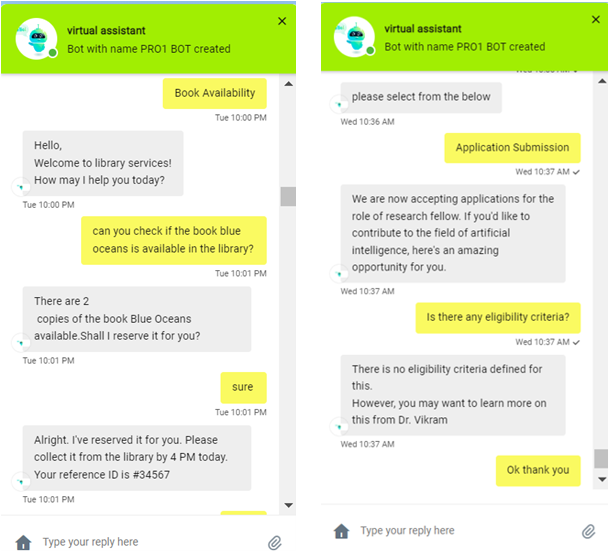 virtual assistant
Bot with name PRO1 BOT created
Book Availability
Tue 10:00 PM
Hello,
Welcome to library services!
How may I help you today?
Tue 10:00 PM
can you check if the book blue
oceans is available in the library?
Tue 10:01 PM
There are 2
copies of the book Blue Oceans
available.Shall I reserve it for you?
Tue 10:01 PM
sure
Tue 10:01 PM
Alright. I've reserved it for you. Please
collect it from the library by 4 PM today.
Your reference ID is #34567
Tue 10:01 PM
Type your reply here
virtual assistant
Bot with name PRO1 BOT created
please select from the below
Wed 10:36 AM
Application Submission
Wed 10:37 AM
We are now accepting applications for the
role of research fellow. If you'd like to
contribute to the field of artificial
intelligence, here's an amazing
opportunity for you.
Wed 10:37 AM
Is there any eligibility criteria?
Wed 10:37 AM
There is no eligibility criteria defined for
this.
However, you may want to learn more on
this from Dr. Vikram
Wed 10:37 AM
Ok thank you
Type your reply here